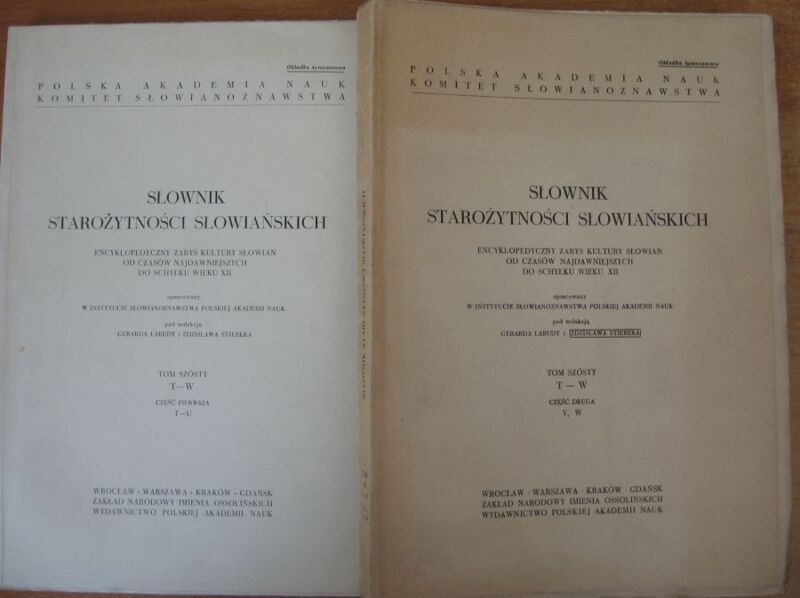 Okładka tymczasowa
POLSKA AKADEMIA NAUK
KOMITET SŁOWIANOZNAWSTWA
SŁOWNIK
STAROŻYTNOŚCI SŁOWIAŃSKICH
ENCYKLOPEDYCZNY ZARYS KULTURY SŁOWIAN
OD CZASÓW NAJDAWNIEJSZYCH
DO SCHYŁKU WIEKU XII
opracowany
W INSTYTUCIE SŁOWIANOZNAWSTWA POLSKIEJ AKADEMII NAUK
pod redakcją
GERARDA LABUDY i ZDZISŁAWA STIEBERA
TOM SZÓSTY
T—W
CZĘŚĆ PIERWSZA
T—U
WROCŁAW · WARSZAWA · KRAKÓW · GDAŃSK
ZAKŁAD NARODOWY IMIENIA OSSOLIŃSKICH
WYDAWNICTWO POLSKIEJ AKADEMII NAUK
SŁOWNIK STAROŻYTNOŚCI SŁOWIAŃSKICH
Okładka tymczasowa
POLSKA AKADEMIA NAUK
KOMITET SŁOWIANOZNAWSTWA
SŁOWNIK
STAROŻYTNOŚCI SŁOWIAŃSKICH
ENCYKLOPEDYCZNY ZARYS KULTURY SŁOWIAN
OD CZASÓW NAJDAWNIEJSZYCH
DO SCHYŁKU WIEKU XII
opracowany
W INSTYTUCIE SŁOWIANOZNAWSTWA POLSKIEJ AKADEMII NAUK
pod redakcją
GERARDA LABUDY i ZDZISŁAWA STIEBERA
TOM SZÓSTY
T — W
CZĘŚĆ DRUGA
V, W
WROCŁAW · WARSZAWA · KRAKÓW · GDAŃSK
ZAKŁAD NARODOWY IMIENIA OSSOLIŃSKICH
WYDAWNICTWO POLSKIEJ AKADEMII NAUK